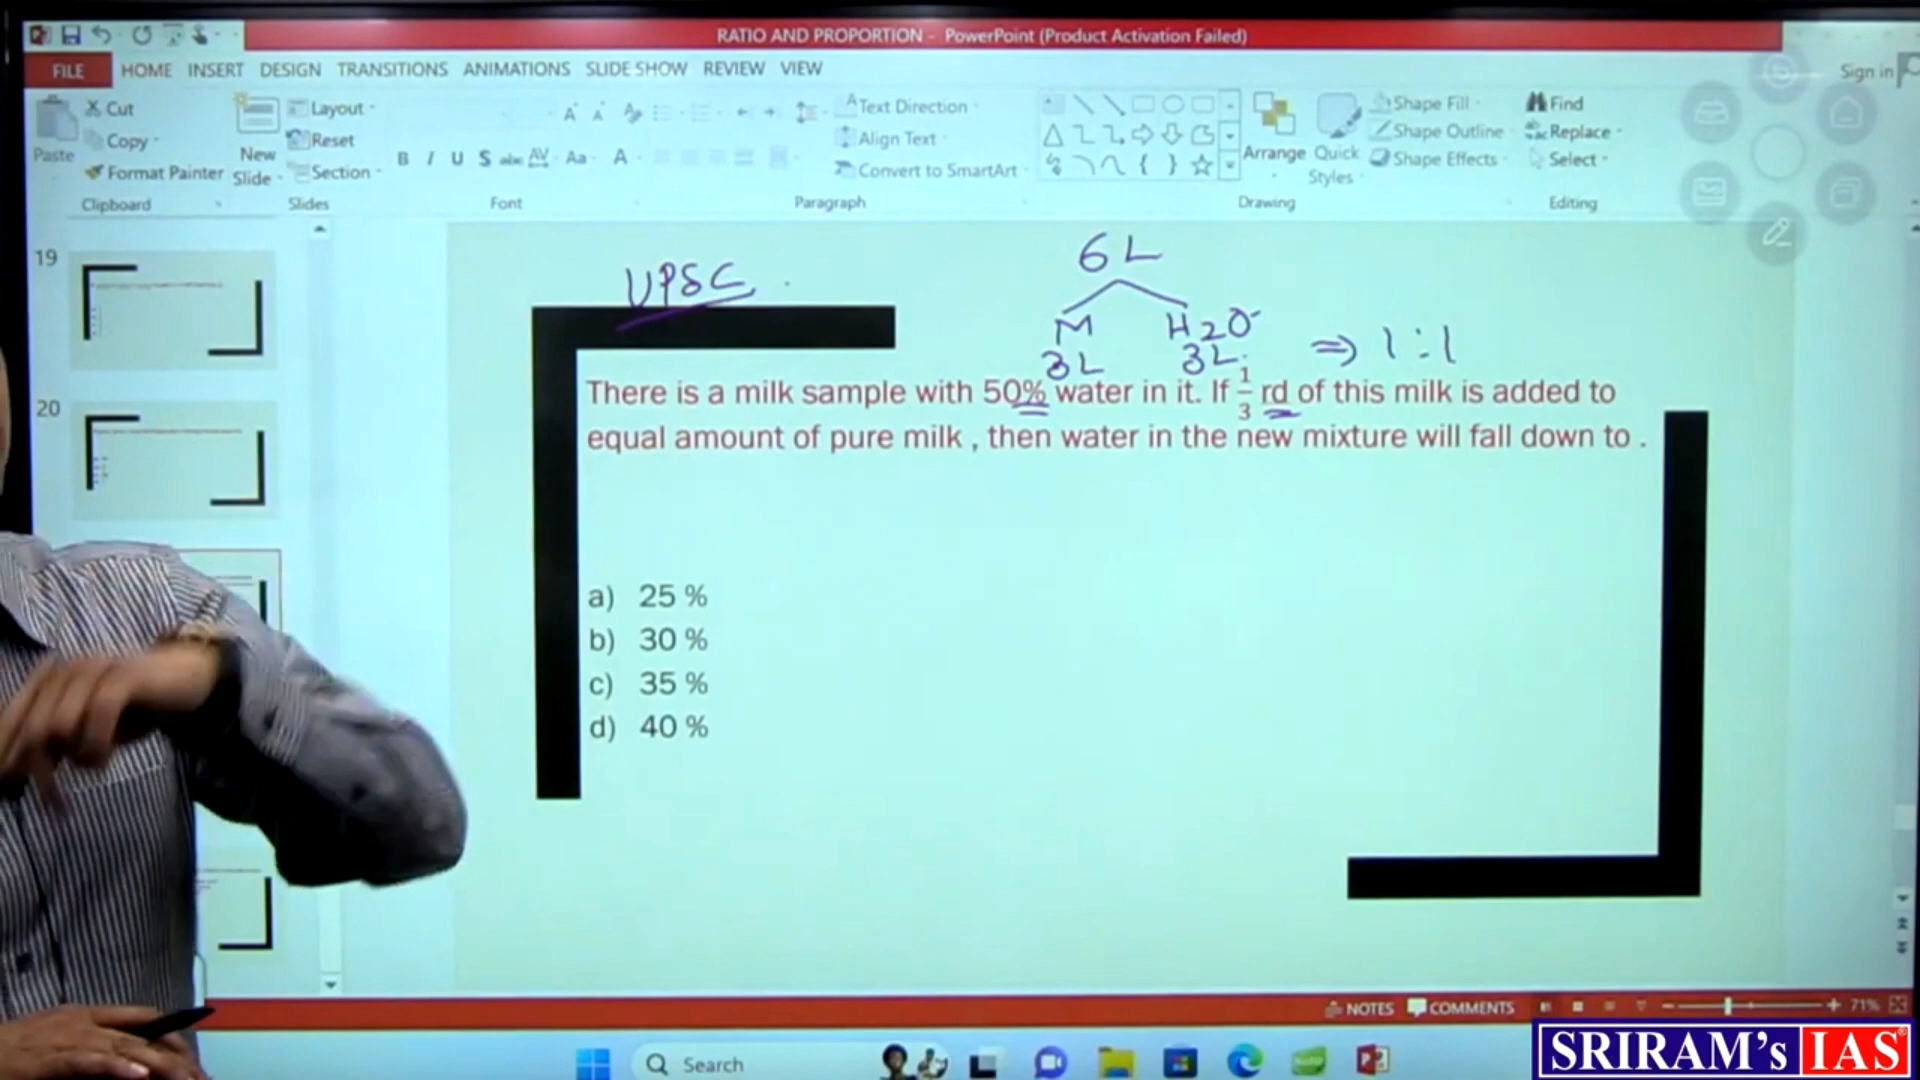 RATIO AND PROPORTION - PowerPoint (Product Activation Failed)
FILE HOME INSERT DESIGN TRANSITIONS ANIMATIONS SLIDE SHOW REVIEW VIEW
Sign in
Paste
Cut
Copy
Format Painter
Clipboard
New Slide
Layout
Reset
Section
Slides
B I U S abc AV Aa A
Font
Text Direction
Align Text
Convert to SmartArt
Paragraph
Arrange
Quick Styles
Shape Fill
Shape Outline
Shape Effects
Drawing
Find
Replace
Select
Editing
19
20
UPSC
6 L
M H2O
3L 3L ⇒ 1:1
There is a milk sample with 50% water in it. If 1/3 rd of this milk is added to
equal amount of pure milk , then water in the new mixture will fall down to .
a) 25 %
b) 30 %
c) 35 %
d) 40 %
NOTES COMMENTS 71%
Search
SRIRAM's IAS